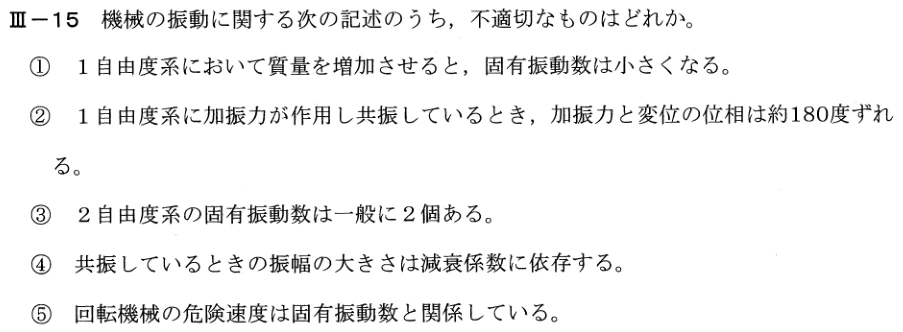 Ⅲ－15　機械の振動に関する次の記述のうち，不適切なものはどれか。
①　１自由度系において質量を増加させると，固有振動数は小さくなる。
②　１自由度系に加振力が作用し共振しているとき，加振力と変位の位相は約180度ずれ
る。
③　２自由度系の固有振動数は一般に２個ある。
④　共振しているときの振幅の大きさは減衰係数に依存する。
⑤　回転機械の危険速度は固有振動数と関係している。